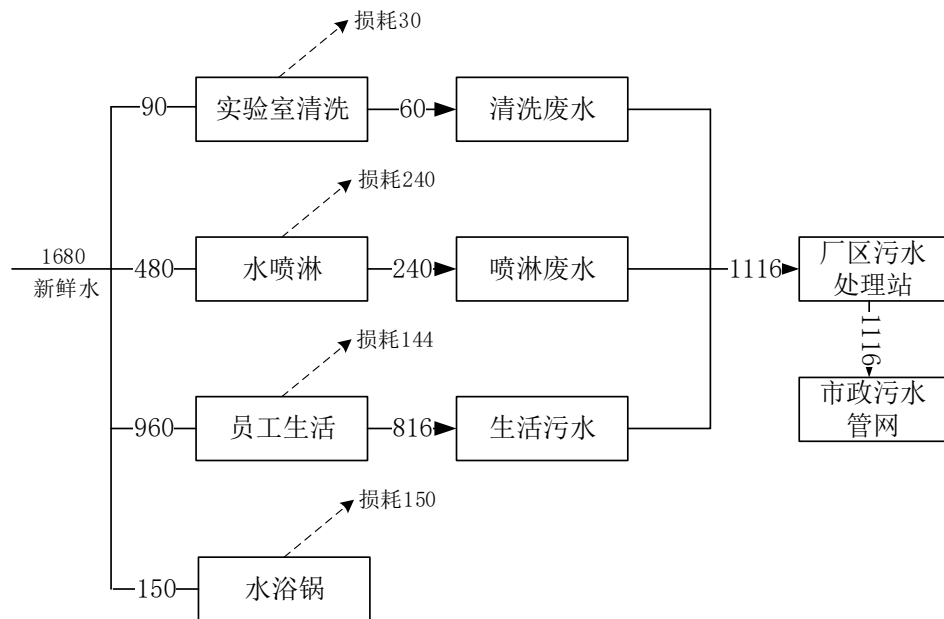 损耗30
90
实验室清洗
60
清洗废水
损耗240
1680
新鲜水
480
水喷淋
240
喷淋废水
1116
厂区污水
处理站
1116
损耗144
960
员工生活
816
生活污水
市政污水
管网
损耗150
150
水浴锅